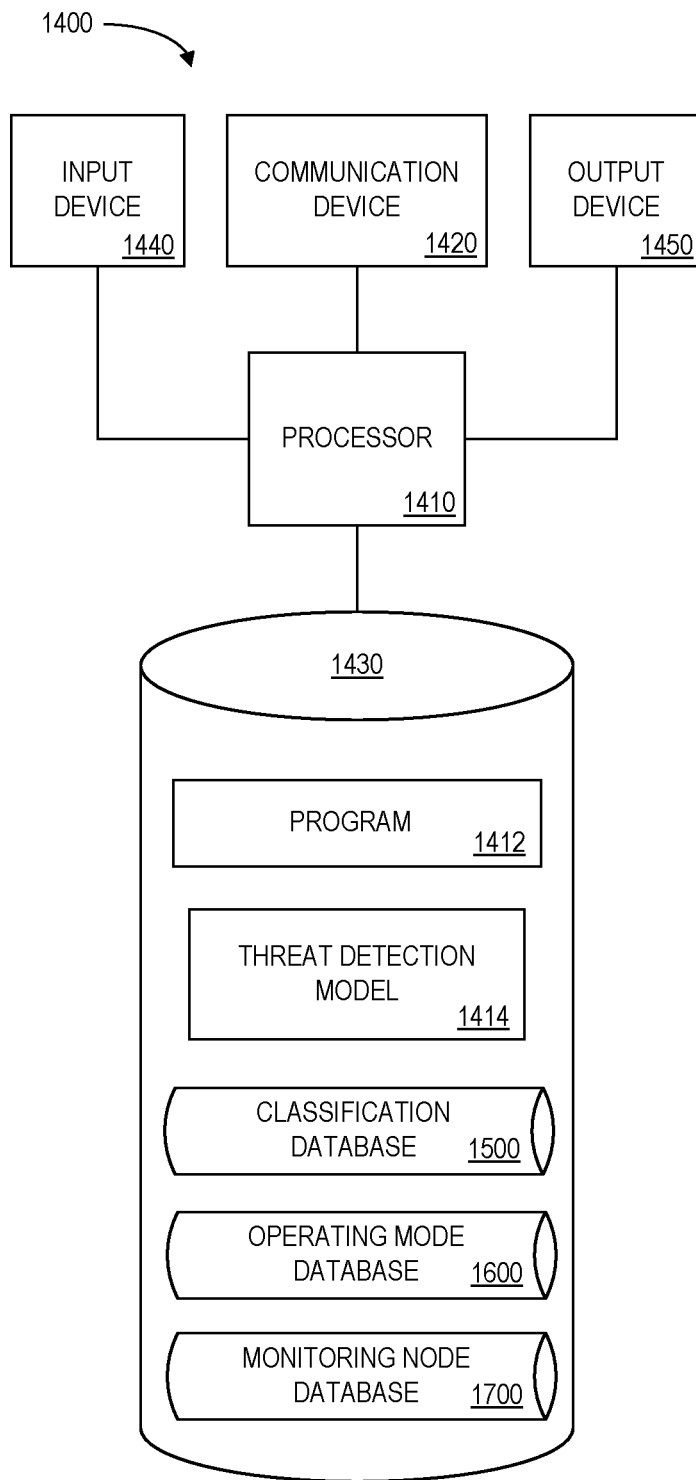 1400
INPUT
DEVICE
1440
COMMUNICATION
DEVICE
1420
OUTPUT
DEVICE
1450
PROCESSOR
1410
1430
PROGRAM
1412
THREAT DETECTION
MODEL
1414
CLASSIFICATION
DATABASE
1500
OPERATING MODE
DATABASE
1600
MONITORING NODE
DATABASE
1700